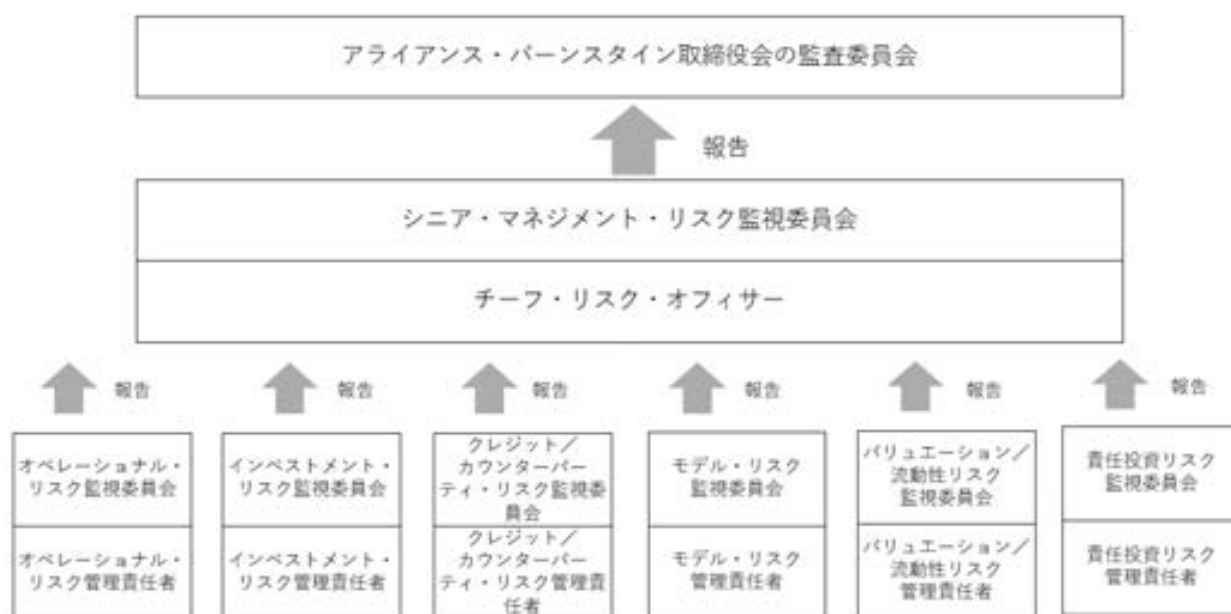 アライアンス・バーンスタイン取締役会の監査委員会
報告
シニア・マネジメント・リスク監視委員会
チーフ・リスク・オフィサー
報告
報告
報告
報告
報告
報告
オペレーショナル・
リスク監視委員会
インベストメント・
リスク監視委員会
クレジット／
カウンターパー
ティ・リスク監視委
員会
モデル・リスク
監視委員会
バリュエーション／
流動性リスク
監視委員会
責任投資リスク
監視委員会
オペレーショナル・
リスク管理責任者
インベストメント・
リスク管理責任者
クレジット／
カウンターパー
ティ・リスク管理責
任者
モデル・リスク
管理責任者
バリュエーション／
流動性リスク
管理責任者
責任投資リスク
管理責任者